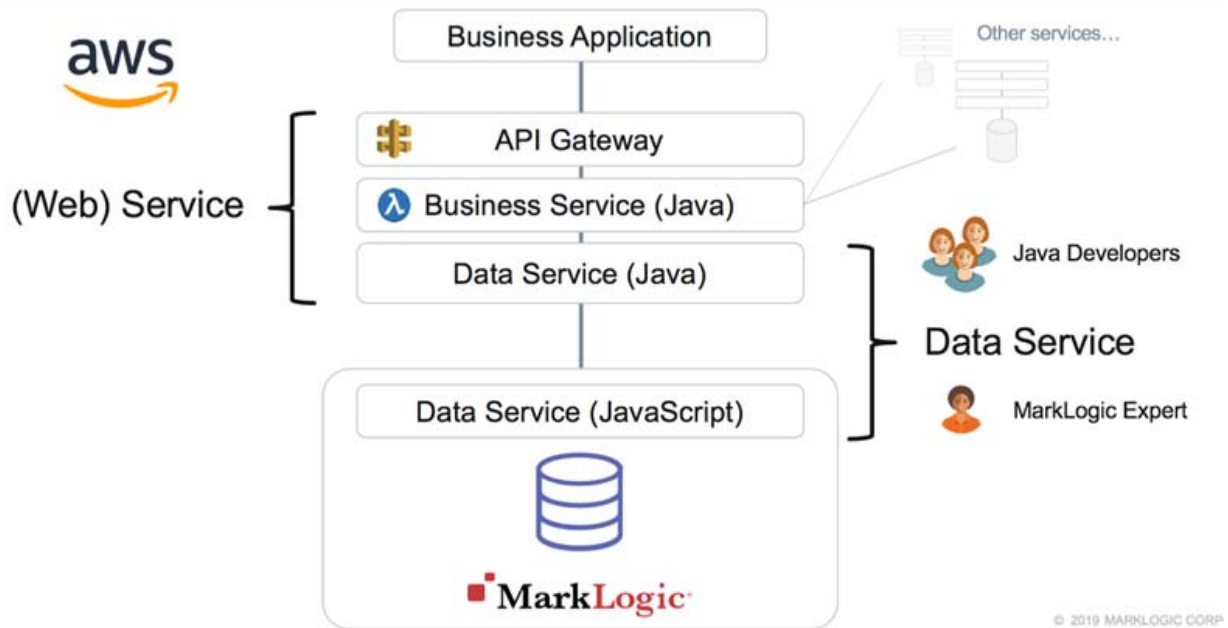 aws
Business Application
Other services…
API Gateway
(Web) Service
λ
Business Service (Java)
Data Service (Java)
Java Developers
Data Service
Data Service (JavaScript)
MarkLogic Expert
MarkLogic®
© 2019 MARKLOGIC CORP